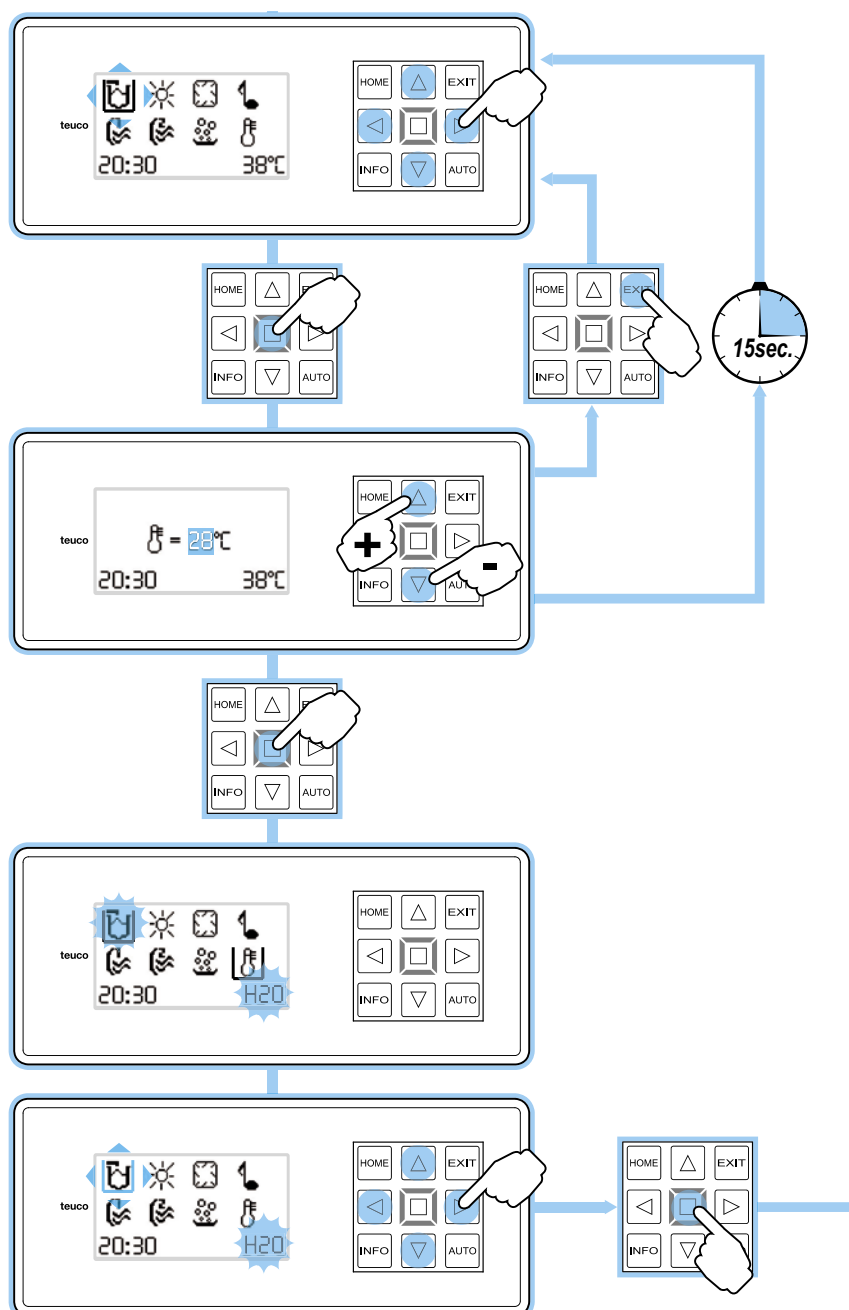 HOME EXIT
teuco
20:30 38°C
INFO AUTO
HOME
INFO AUTO
HOME EXIT
INFO AUTO
15sec.
HOME EXIT
+
teuco
= 28°C
-
20:30 38°C
INFO AUTO
HOME
INFO AUTO
HOME EXIT
teuco
20:30 H2O
INFO AUTO
HOME EXIT
teuco
20:30 H2O
INFO AUTO
HOME EXIT
INFO